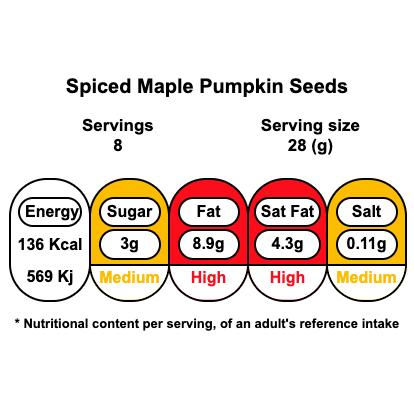 Spiced Maple Pumpkin Seeds
Servings Serving size
8 28 (g)
Energy Sugar Fat Sat Fat Salt
136 Kcal 3g 8.9g 4.3g 0.11g
569 Kj Medium High High Medium
* Nutritional content per serving, of an adult's reference intake